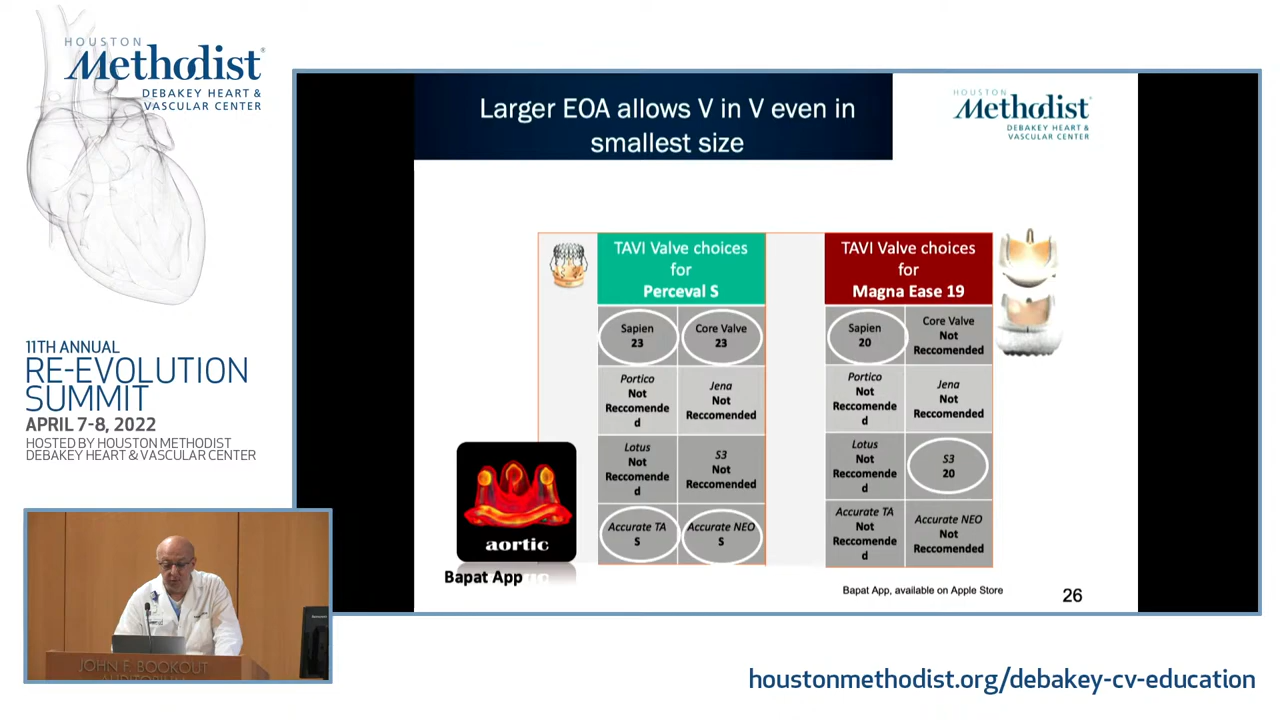 HOUSTON
Methodist
DEBAKEY HEART &
VASCULAR CENTER
11TH ANNUAL
RE-EVOLUTION
SUMMIT
APRIL 7-8, 2022
HOSTED BY HOUSTON METHODIST
DEBAKEY HEART & VASCULAR CENTER
Larger EOA allows V in V even in
smallest size
HOUSTON
Methodist
DEBAKEY HEART &
VASCULAR CENTER
TAVI Valve choices
for
Perceval S
Sapien
23
Core Valve
23
Portico
Not
Reccomende
d
Jena
Not
Reccomended
Lotus
Not
Reccomende
d
S3
Not
Reccomended
Accurate TA
S
Accurate NEO
S
TAVI Valve choices
for
Magna Ease 19
Sapien
20
Core Valve
Not
Reccomended
Portico
Not
Reccomende
d
Jena
Not
Reccomended
Lotus
Not
Reccomende
d
S3
20
Accurate TA
Not
Reccomende
d
Accurate NEO
Not
Reccomended
aortic
Bapat App
Bapat App, available on Apple Store
26
JOHN F. BOOKOUT
AUDITORIUM
houstonmethodist.org/debakey-cv-education